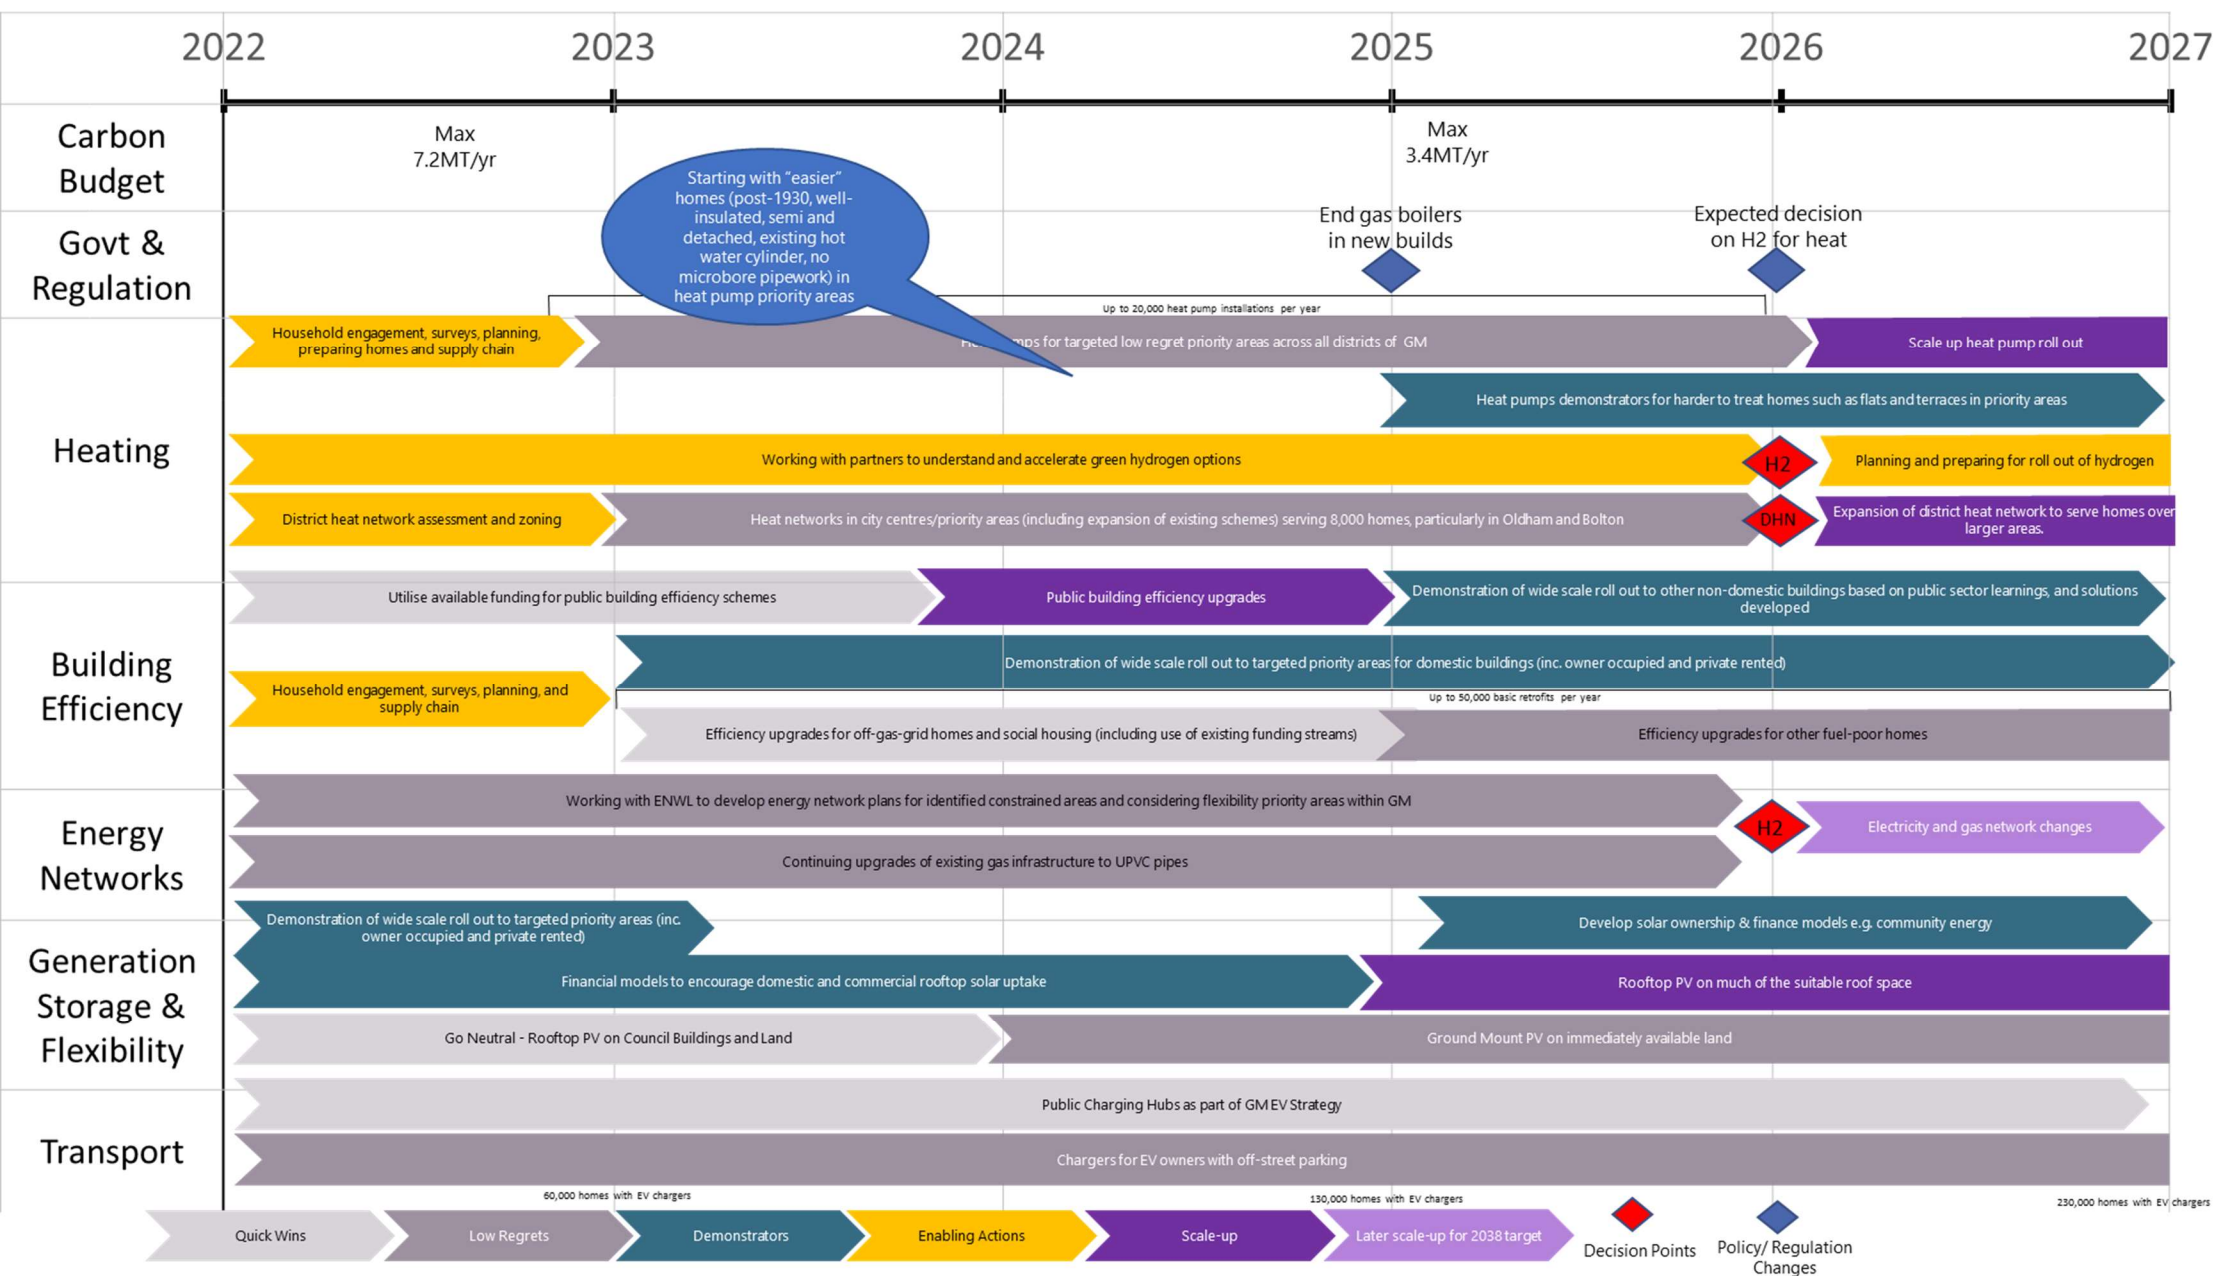 2022 2023 2024 2025 2026 2027
Carbon
Budget
Max
7.2MT/yr
Max
3.4MT/yr
Govt &
Regulation
Starting with “easier”
homes (post-1930, well-
insulated, semi and
detached, existing hot
water cylinder, no
microbore pipework) in
heat pump priority areas
End gas boilers
in new builds
Expected decision
on H2 for heat
Up to 20,000 heat pump installations per year
Heating
Household engagement, surveys, planning,
preparing homes and supply chain
for targeted low regret priority areas across all districts of GM
Scale up heat pump roll out
Heat pumps demonstrators for harder to treat homes such as flats and terraces in priority areas
Working with partners to understand and accelerate green hydrogen options
H2
Planning and preparing for roll out of hydrogen
District heat network assessment and zoning
Heat networks in city centres/priority areas (including expansion of existing schemes) serving 8,000 homes, particularly in Oldham and Bolton
DHN
Expansion of district heat network to serve homes over
larger areas.
Building
Efficiency
Utilise available funding for public building efficiency schemes
Public building efficiency upgrades
Demonstration of wide scale roll out to other non-domestic buildings based on public sector learnings, and solutions
developed
Demonstration of wide scale roll out to targeted priority areas for domestic buildings (inc. owner occupied and private rented)
Household engagement, surveys, planning, and
supply chain
Up to 50,000 basic retrofits per year
Efficiency upgrades for off-gas-grid homes and social housing (including use of existing funding streams)
Efficiency upgrades for other fuel-poor homes
Energy
Networks
Working with ENWL to develop energy network plans for identified constrained areas and considering flexibility priority areas within GM
H2
Electricity and gas network changes
Continuing upgrades of existing gas infrastructure to UPVC pipes
Generation
Storage &
Flexibility
Demonstration of wide scale roll out to targeted priority areas (inc.
owner occupied and private rented)
Develop solar ownership & finance models e.g. community energy
Financial models to encourage domestic and commercial rooftop solar uptake
Rooftop PV on much of the suitable roof space
Go Neutral - Rooftop PV on Council Buildings and Land
Ground Mount PV on immediately available land
Transport
Public Charging Hubs as part of GM EV Strategy
Chargers for EV owners with off-street parking
60,000 homes with EV chargers
130,000 homes with EV chargers
230,000 homes with EV chargers
Quick Wins
Low Regrets
Demonstrators
Enabling Actions
Scale-up
Later scale-up for 2038 target
Decision Points
Policy/ Regulation
Changes